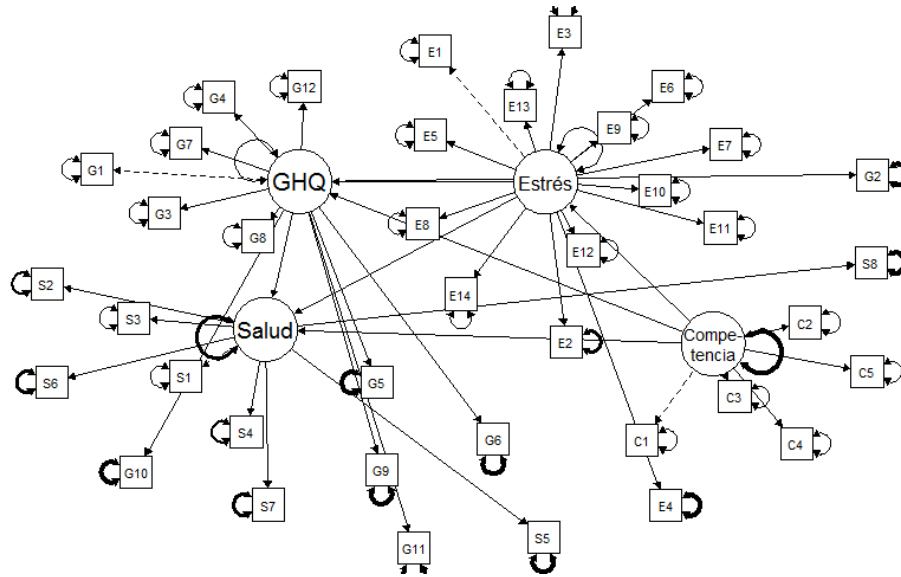 E3
E1
G12
E6
G4
E13
E9
E5
G7
E7
G1
GHQ
Estrés
G2
E10
G3
E8
E11
G8
E12
S8
S2
E14
S3
Salud
C2
Compe-
tencia
E2
S6
S1
G5
C5
C3
S4
G6
C1
C4
G10
G9
S7
E4
G11
S5